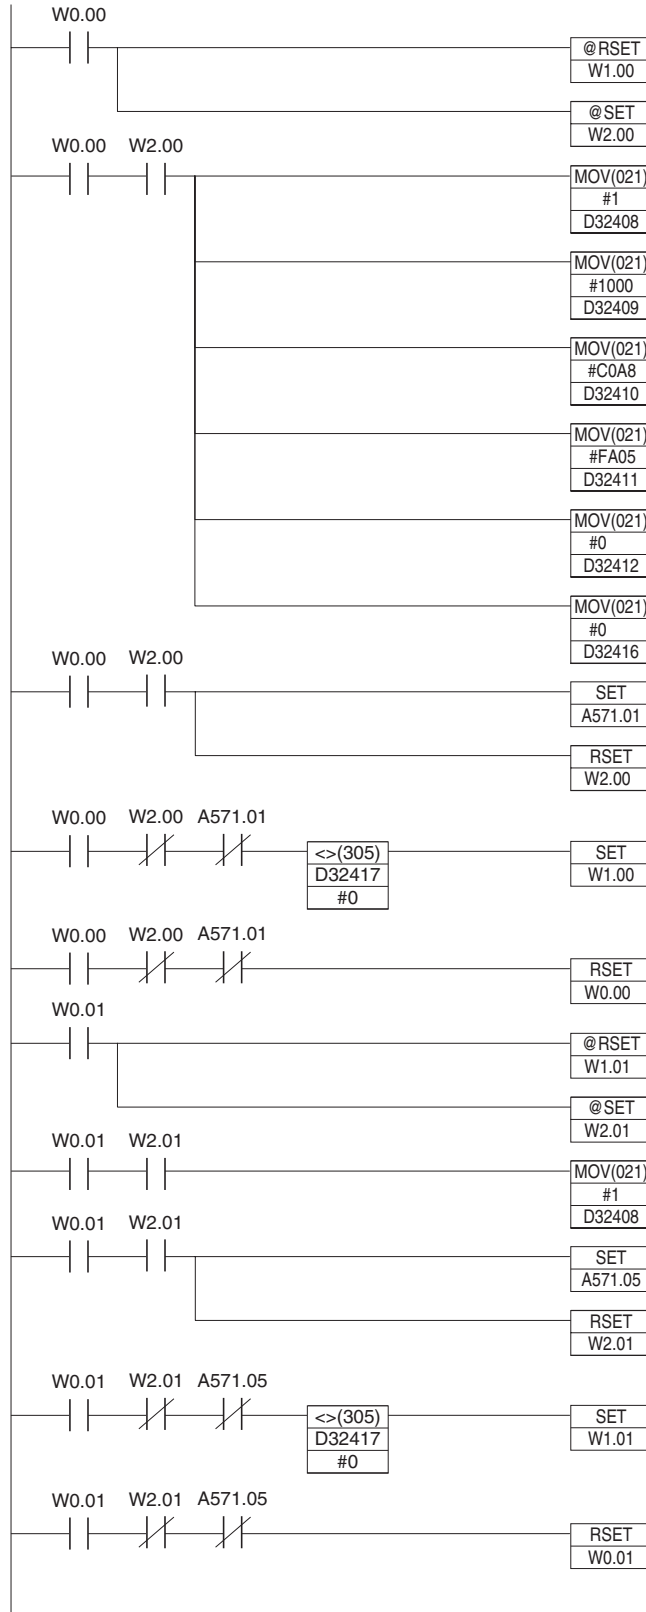 W0.00
@RSET
W1.00
@SET
W2.00
W0.00 W2.00
MOV(021)
#1
D32408
MOV(021)
#1000
D32409
MOV(021)
#C0A8
D32410
MOV(021)
#FA05
D32411
MOV(021)
#0
D32412
MOV(021)
#0
D32416
W0.00 W2.00
SET
A571.01
RSET
W2.00
W0.00 W2.00 A571.01
<>(305)
D32417
#0
SET
W1.00
W0.00 W2.00 A571.01
RSET
W0.00
W0.01
@RSET
W1.01
@SET
W2.01
W0.01 W2.01
MOV(021)
#1
D32408
W0.01 W2.01
SET
A571.05
RSET
W2.01
W0.01 W2.01 A571.05
<>(305)
D32417
#0
SET
W1.01
W0.01 W2.01 A571.05
RSET
W0.01